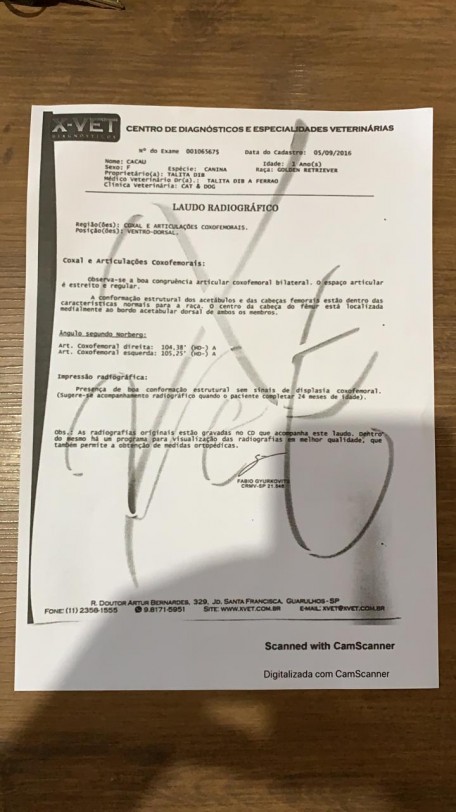 X-VET
DIAGNÓSTICOS
CENTRO DE DIAGNÓSTICOS E ESPECIALIDADES VETERINÁRIAS
Nº do Exame 001065675 Data do Cadastro: 05/09/2016
Nome: CACAU Idade: 1 Ano(s)
Sexo: F Espécie: CANINA Raça: GOLDEN RETRIEVER
Proprietário(a): TALITA DIB
Médico Veterinário Dr(a).: TALITA DIB A FERRAO
Clínica Veterinária: CAT & DOG
LAUDO RADIOGRÁFICO
Região(ões): COXAL E ARTICULAÇÕES COXOFEMORAIS.
Posição(ões): VENTRO-DORSAL.
Coxal e Articulações Coxofemorais:
Observa-se a boa congruência articular coxofemoral bilateral. O espaço articular
é estreito e regular.
A conformação estrutural dos acetábulos e das cabeças femorais estão dentro das
características normais para a raça. O centro da cabeça do fêmur está localizada
medialmente ao bordo acetabular dorsal de ambos os membros.
Ângulo segundo Norberg:
Art. Coxofemoral direita: 104,38° (HD-) A
Art. Coxofemoral esquerda: 105,25° (HD-) A
Impressão radiográfica:
Presença de boa conformação estrutural sem sinais de displasia coxofemoral.
(Sugere-se acompanhamento radiográfico quando o paciente completar 24 meses de idade).
Obs.: As radiografias originais estão gravadas no CD que acompanha este laudo. Dentro
do mesmo há um programa para visualização das radiografias em melhor qualidade, que
também permite a obtenção de medidas ortopédicas.
FABIO GYURKOVITS
CRMV-SP 21.548
X Vet
R. DOUTOR ARTUR BERNARDES, 329, JD. SANTA FRANCISCA, GUARULHOS - SP
FONE: (11) 2358-1555 9.8171-5951 SITE: WWW.XVET.COM.BR E-MAIL: XVET@XVET.COM.BR
Scanned with CamScanner
Digitalizada com CamScanner